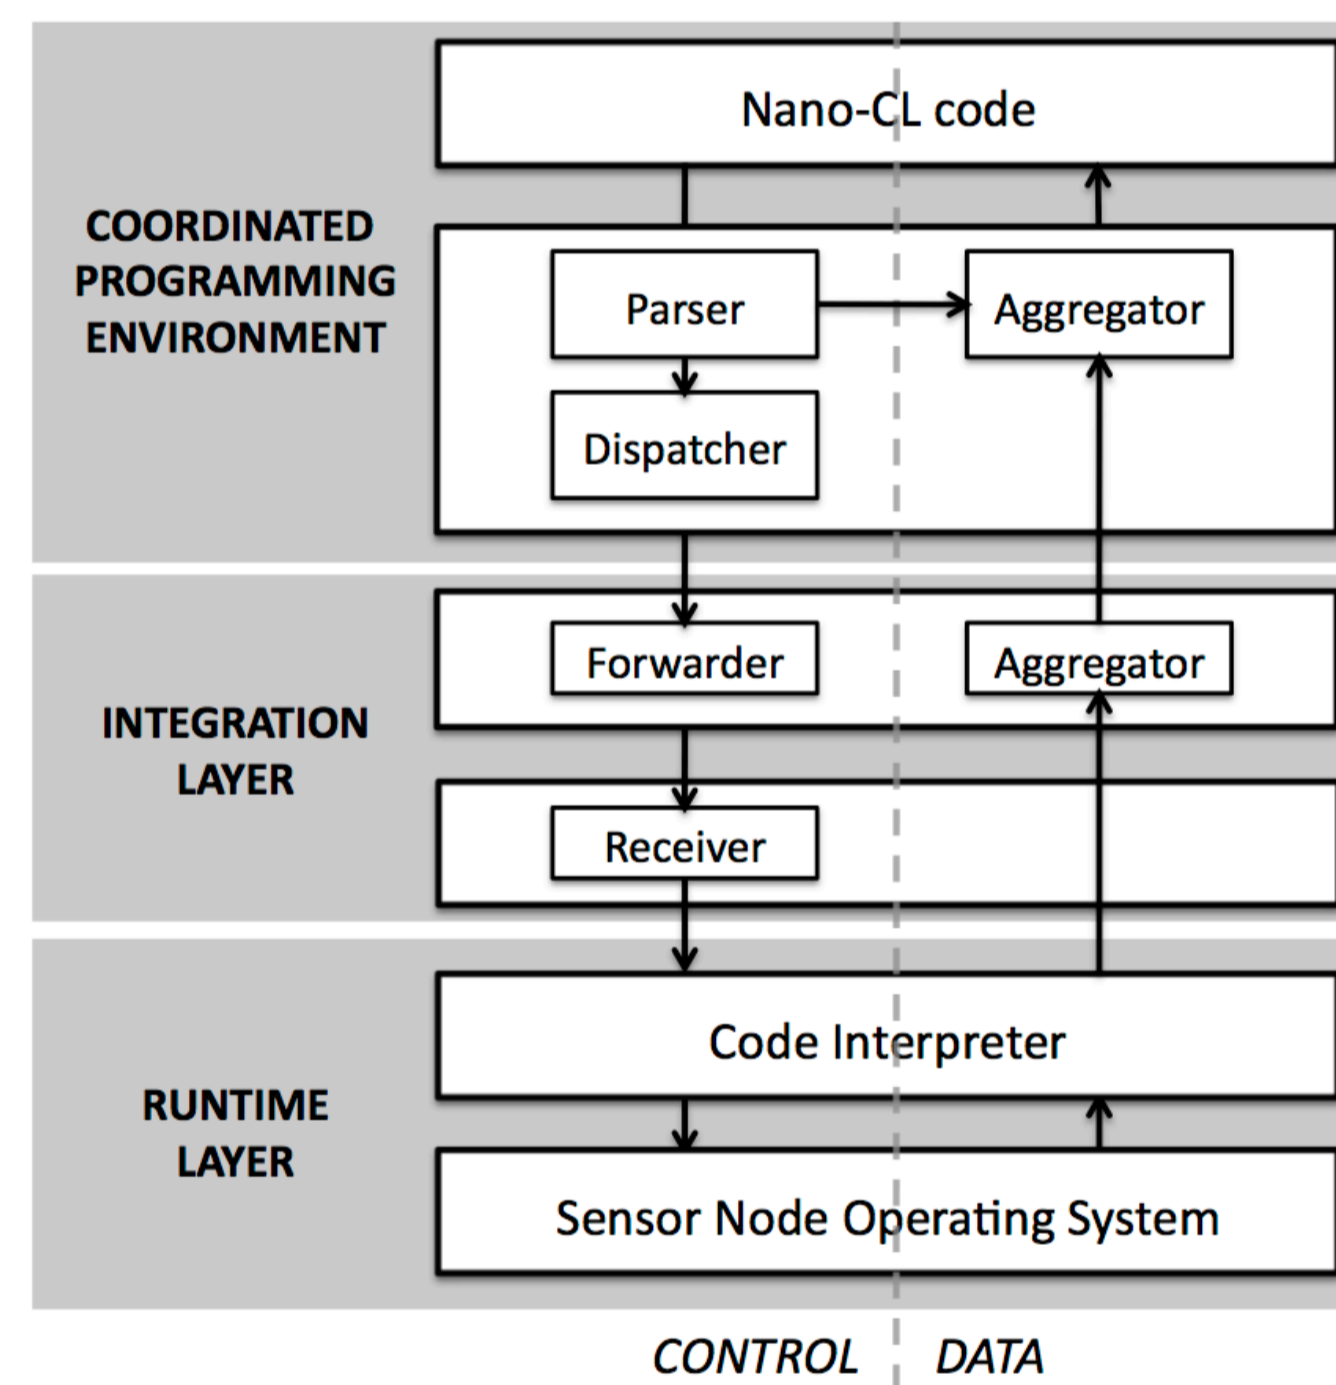 Nano-CL code
COORDINATED
PROGRAMMING
ENVIRONMENT
Parser
Aggregator
Dispatcher
INTEGRATION
LAYER
Forwarder
Aggregator
Receiver
RUNTIME
LAYER
Code Interpreter
Sensor Node Operating System
CONTROL
DATA